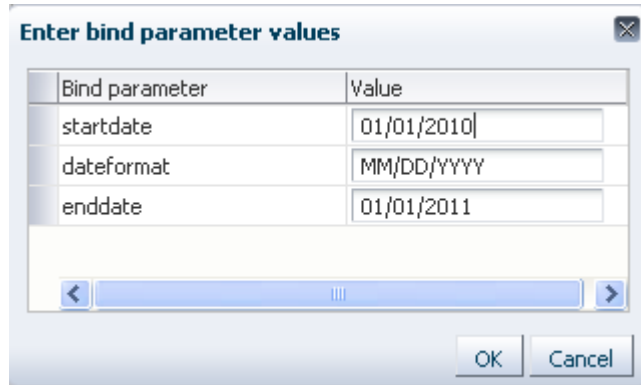 Enter bind parameter values
Bind parameter Value
startdate 01/01/2010
dateformat MM/DD/YYYY
enddate 01/01/2011
OK Cancel